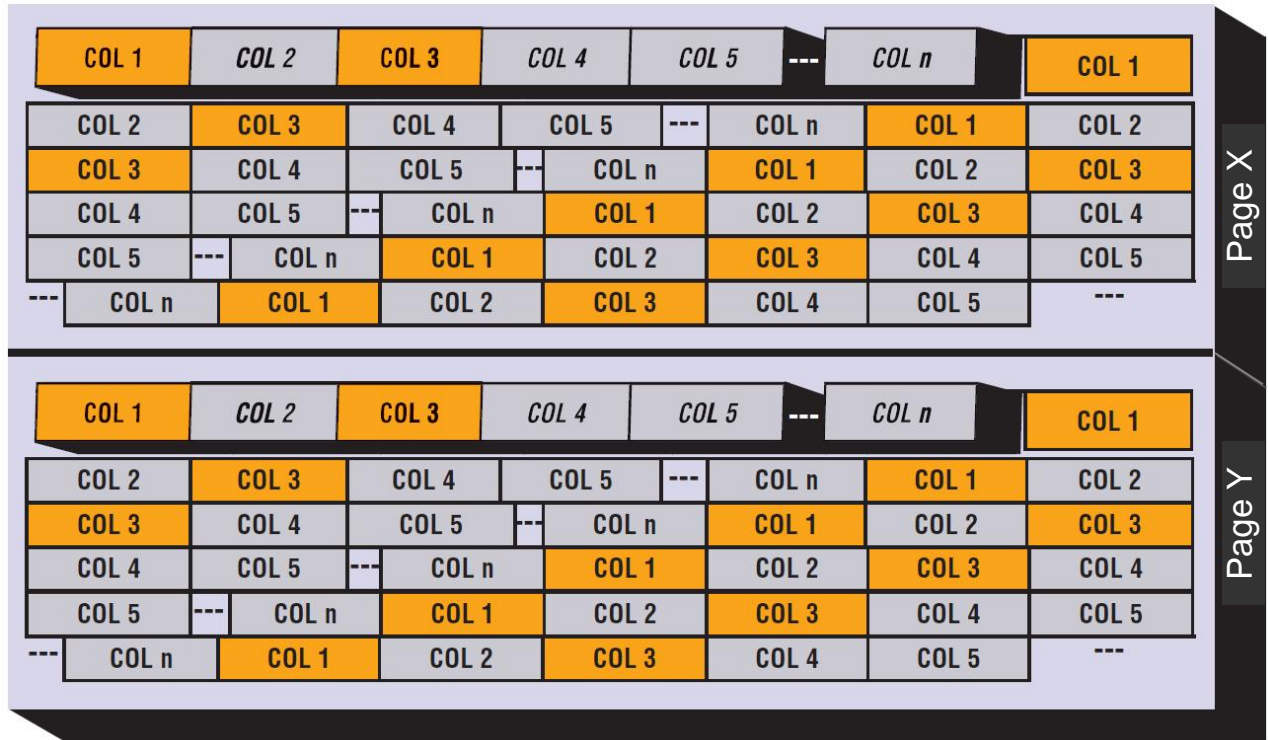 COL 1 COL 2 COL 3 COL 4 COL 5 --- COL n COL 1
COL 2 COL 3 COL 4 COL 5 --- COL n COL 1 COL 2
COL 3 COL 4 COL 5 --- COL n COL 1 COL 2 COL 3
COL 4 COL 5 --- COL n COL 1 COL 2 COL 3 COL 4
COL 5 --- COL n COL 1 COL 2 COL 3 COL 4 COL 5
--- COL n COL 1 COL 2 COL 3 COL 4 COL 5 ---
Page X
COL 1 COL 2 COL 3 COL 4 COL 5 --- COL n COL 1
COL 2 COL 3 COL 4 COL 5 --- COL n COL 1 COL 2
COL 3 COL 4 COL 5 --- COL n COL 1 COL 2 COL 3
COL 4 COL 5 --- COL n COL 1 COL 2 COL 3 COL 4
COL 5 --- COL n COL 1 COL 2 COL 3 COL 4 COL 5
--- COL n COL 1 COL 2 COL 3 COL 4 COL 5 ---
Page Y